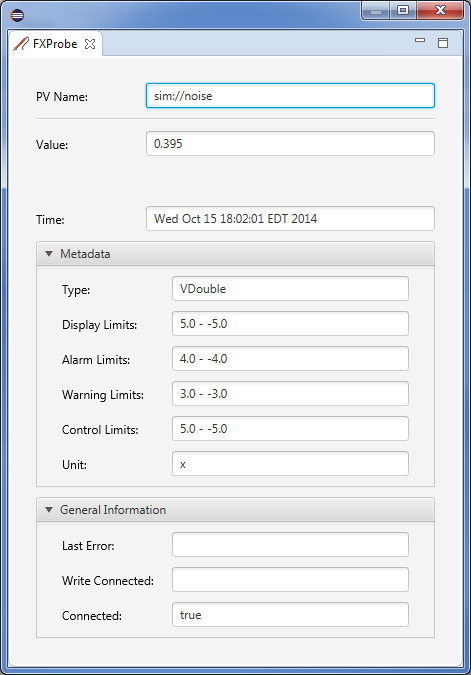 FXProbe
PV Name: sim://noise
Value: 0.395
Time: Wed Oct 15 18:02:01 EDT 2014
Metadata
Type: VDouble
Display Limits: 5.0 - -5.0
Alarm Limits: 4.0 - -4.0
Warning Limits: 3.0 - -3.0
Control Limits: 5.0 - -5.0
Unit: x
General Information
Last Error:
Write Connected:
Connected: true